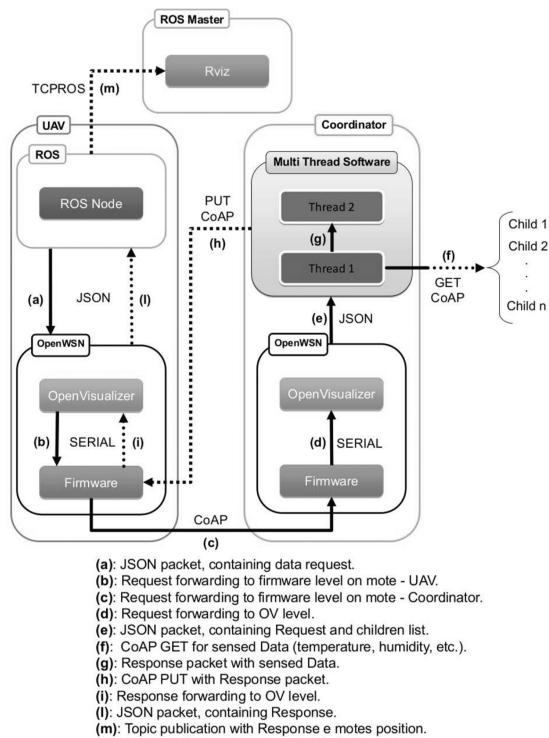 ROS Master
Rviz
TCPROS
(m)
UAV
ROS
ROS Node
(a)
JSON
(l)
OpenWSN
OpenVisualizer
(b)
SERIAL
(i)
Firmware
CoAP
(c)
Coordinator
Multi Thread Software
Thread 2
(g)
Thread 1
PUT
CoAP
(h)
(f)
GET
CoAP
Child 1
Child 2
.
.
.
Child n
(e)
JSON
OpenWSN
OpenVisualizer
(d)
SERIAL
Firmware
(a): JSON packet, containing data request.
(b): Request forwarding to firmware level on mote - UAV.
(c): Request forwarding to firmware level on mote - Coordinator.
(d): Request forwarding to OV level.
(e): JSON packet, containing Request and children list.
(f): CoAP GET for sensed Data (temperature, humidity, etc.).
(g): Response packet with sensed Data.
(h): CoAP PUT with Response packet.
(i): Response forwarding to OV level.
(l): JSON packet, containing Response.
(m): Topic publication with Response e motes position.